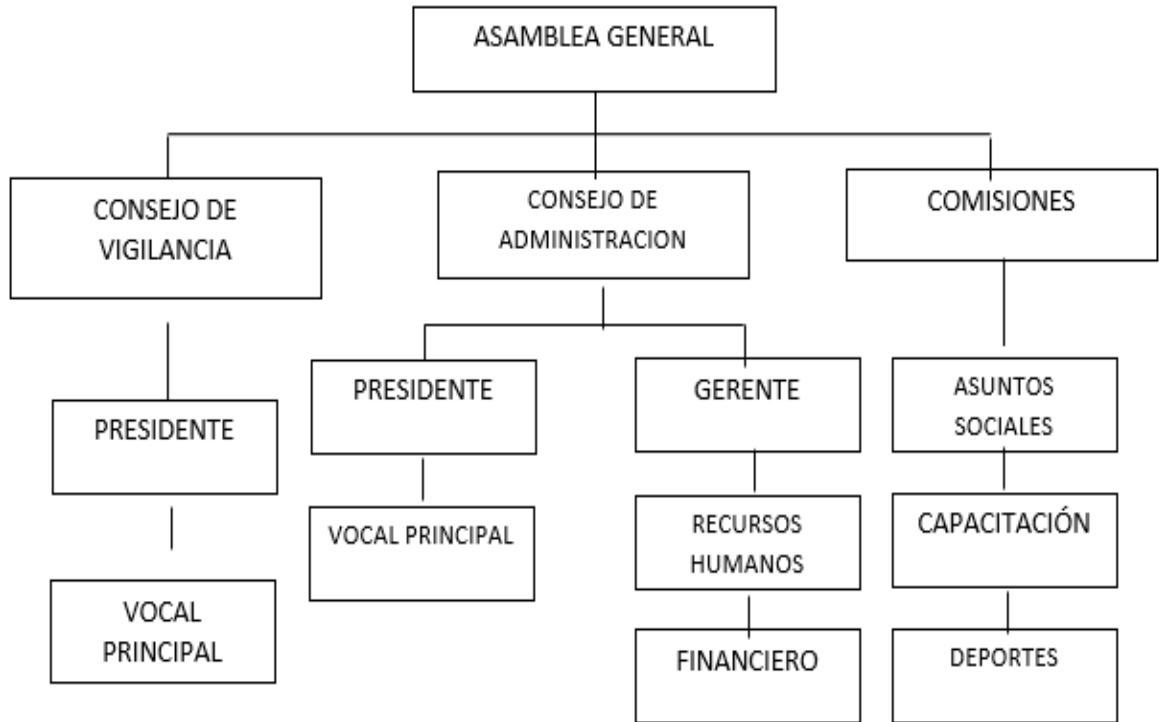 ASAMBLEA GENERAL
CONSEJO DE
VIGILANCIA
CONSEJO DE
ADMINISTRACION
COMISIONES
PRESIDENTE
PRESIDENTE
GERENTE
ASUNTOS
SOCIALES
VOCAL
PRINCIPAL
VOCAL PRINCIPAL
RECURSOS
HUMANOS
CAPACITACIÓN
FINANCIERO
DEPORTES